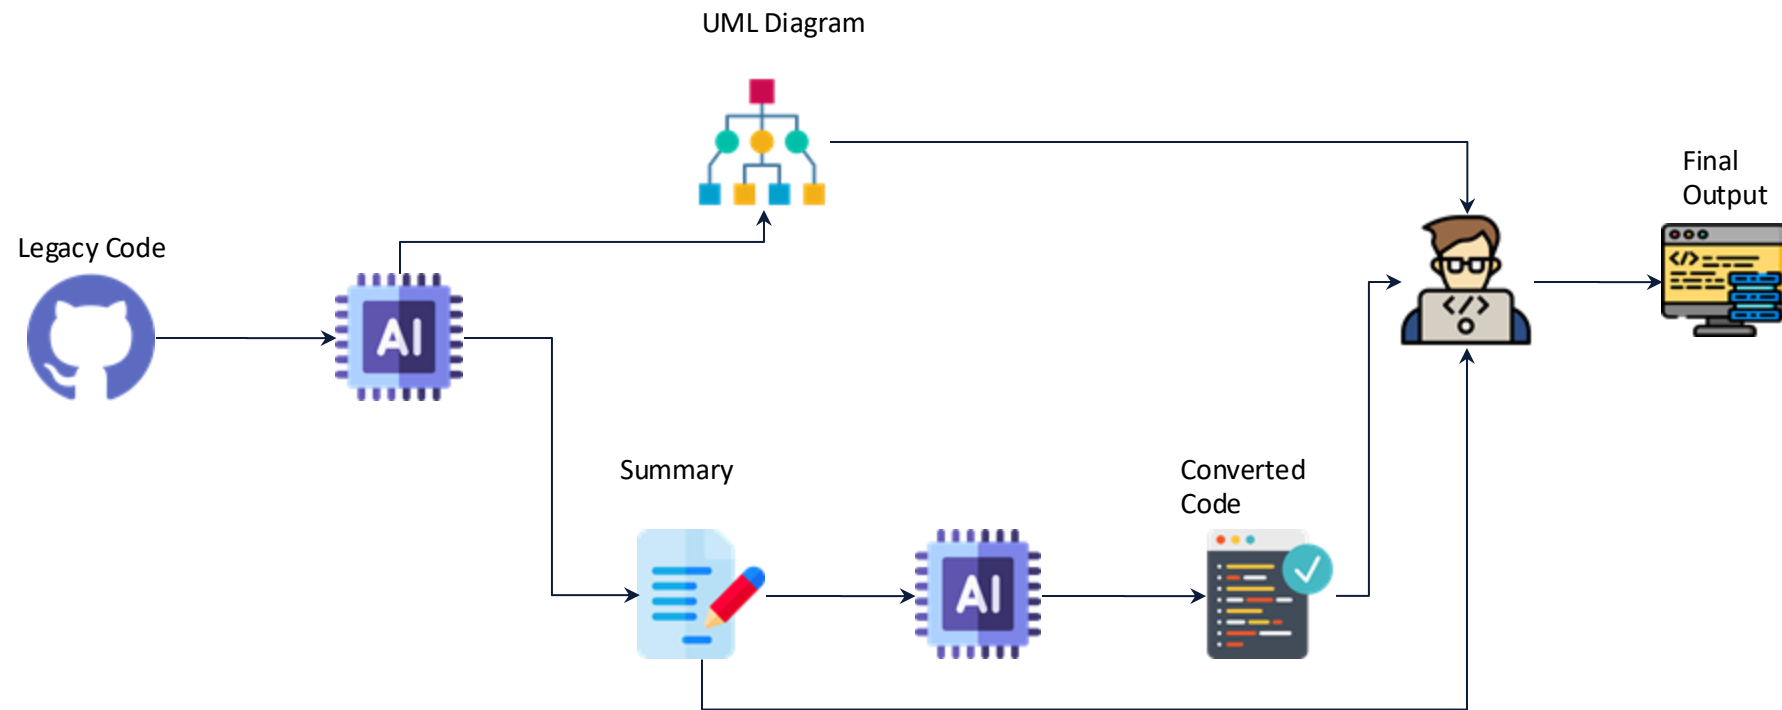 UML Diagram
Final
Output
Legacy Code
AI
</>
</>
Summary
Converted
Code
AI